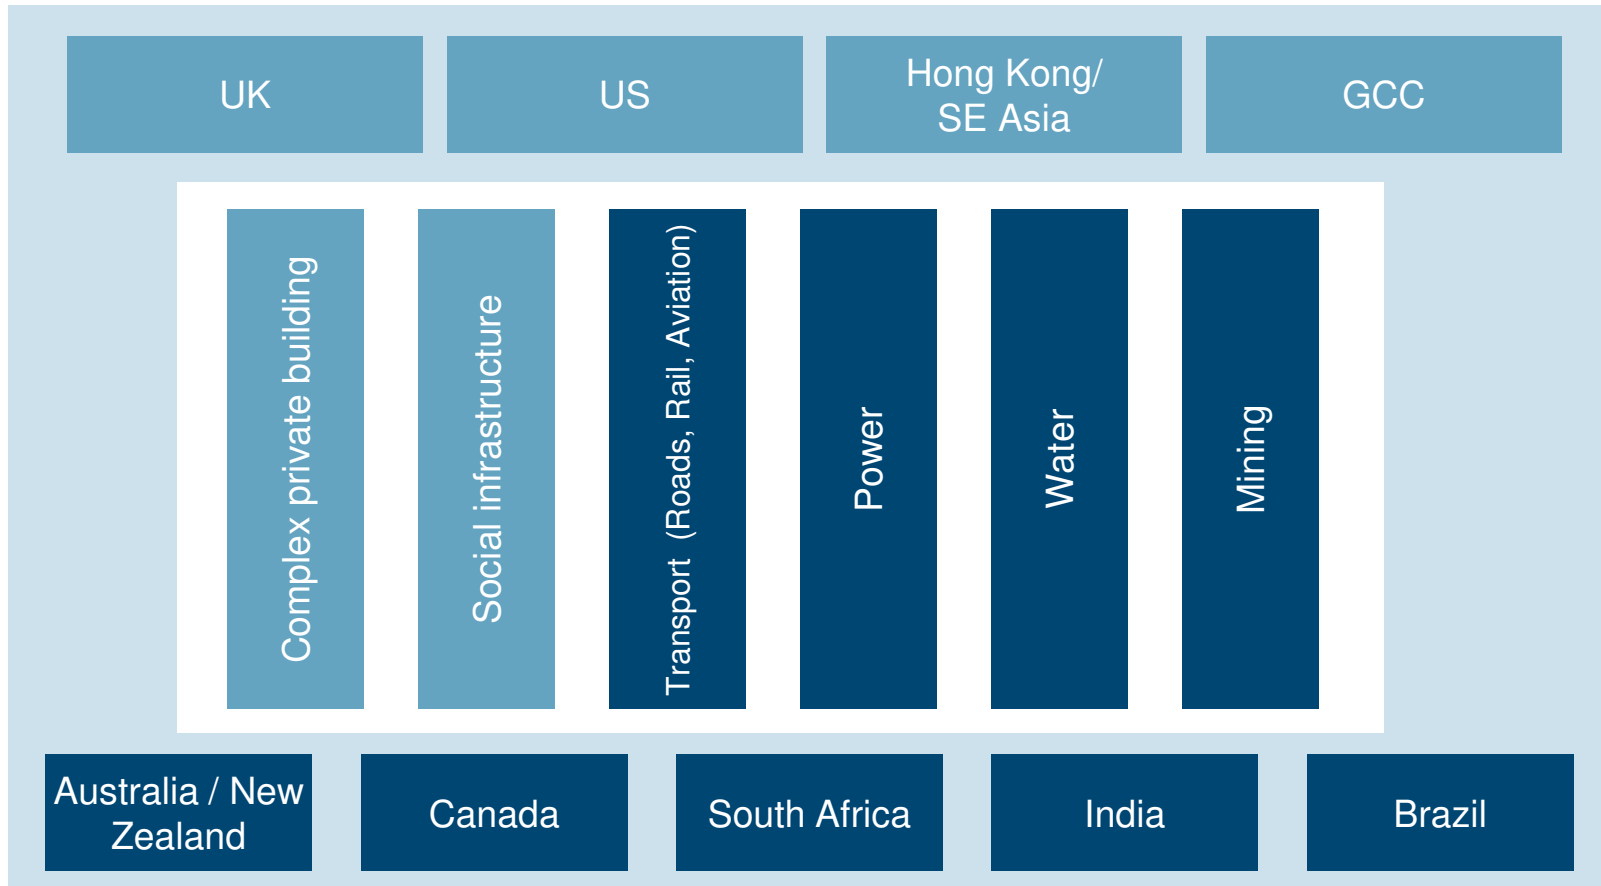 UK
US
Hong Kong/
SE Asia
GCC
Complex private building
Social infrastructure
Transport  (Roads, Rail, Aviation)
Power
Water
Mining
Australia / New
Zealand
Canada
South Africa
India
Brazil